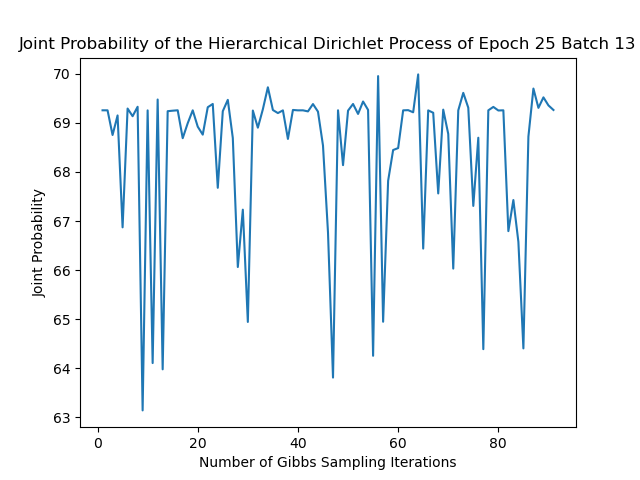 Joint Probability of the Hierarchical Dirichlet Process of Epoch 25 Batch 13
70
69
68
67
66
65
64
63
Joint Probability
0 20 40 60 80
Number of Gibbs Sampling Iterations